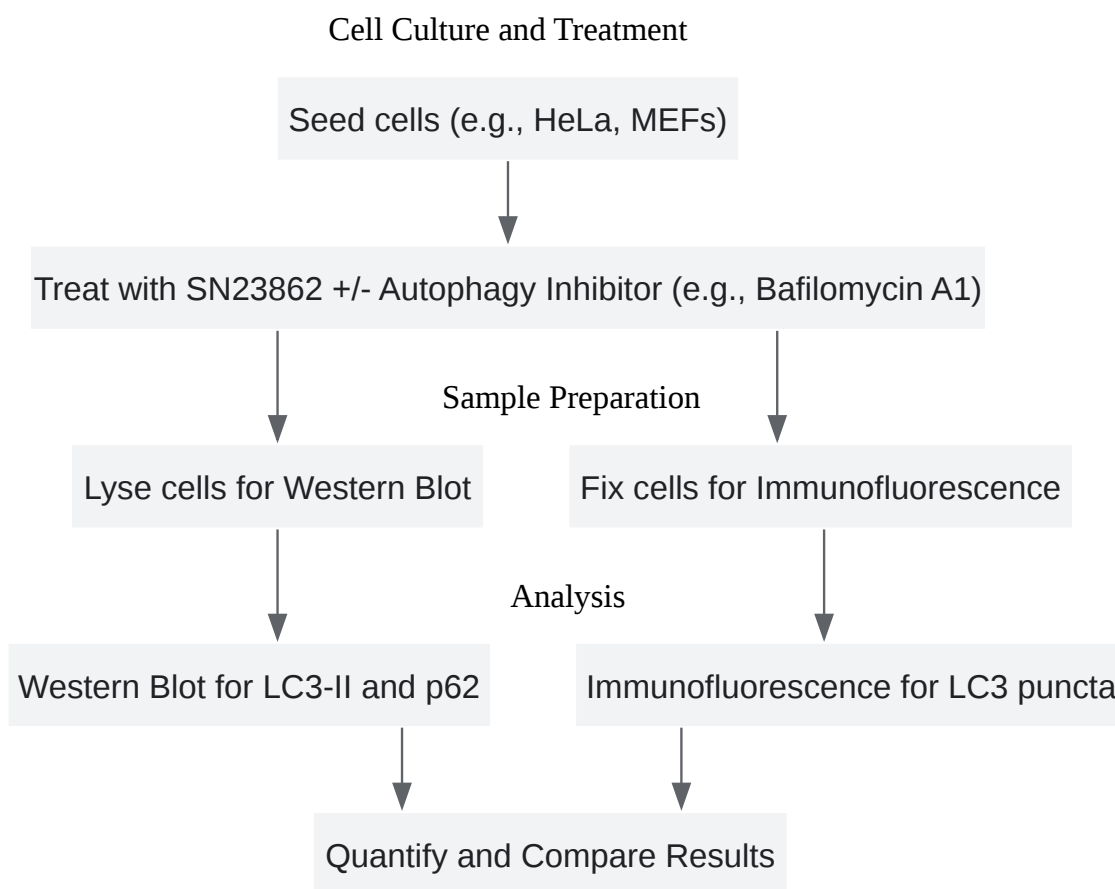 Cell Culture and Treatment
Seed cells (e.g., HeLa, MEFs)
Treat with SN23862 +/- Autophagy Inhibitor (e.g., Bafilomycin A1)
Sample Preparation
Lyse cells for Western Blot
Fix cells for Immunofluorescence
Analysis
Western Blot for LC3-II and p62
Immunofluorescence for LC3 puncta
Quantify and Compare Results